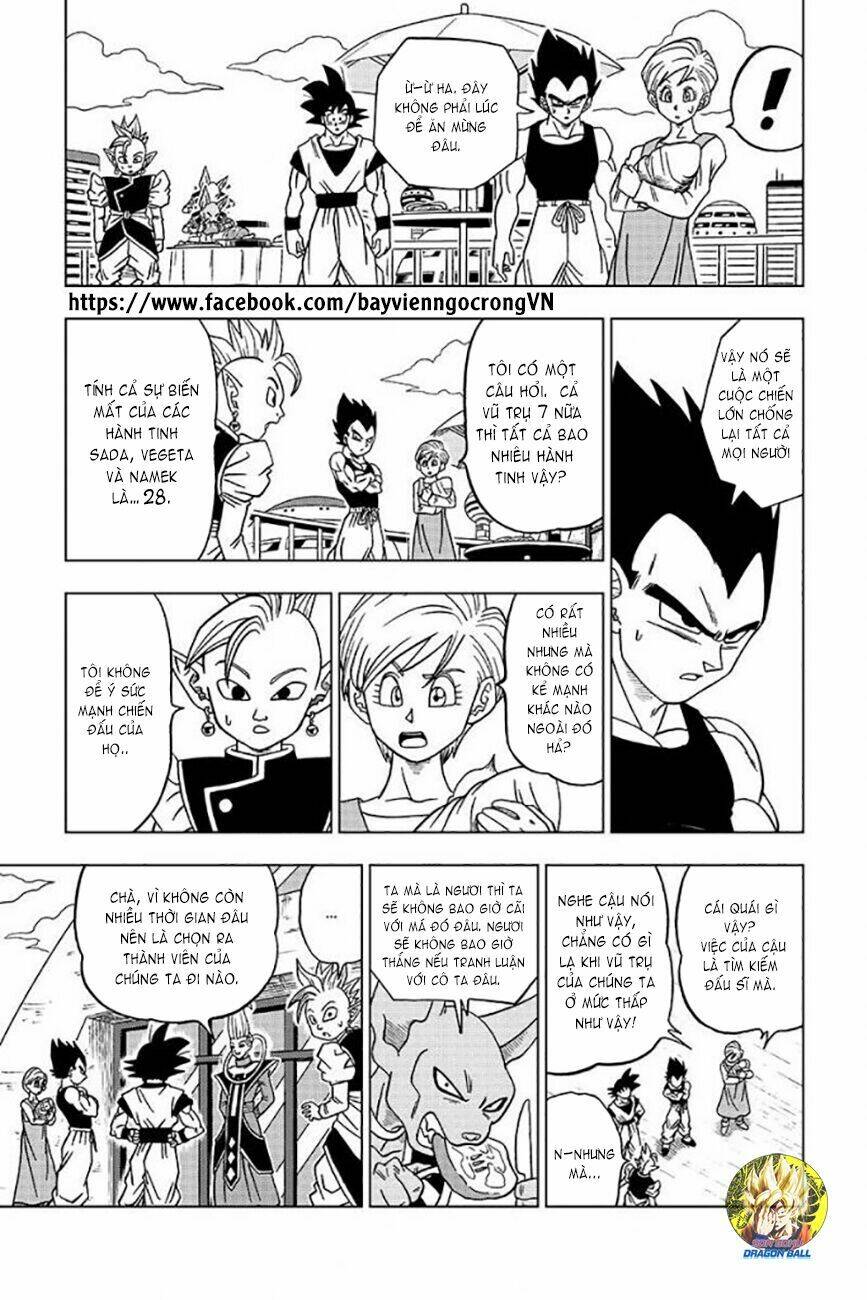 Ừ-Ừ HA. ĐÂY
KHÔNG PHẢI LÚC
ĐỂ ĂN MỪNG
ĐÂU.
!
https://www.facebook.com/bayvienngocrongVN
VẬY NÓ SẼ
LÀ MỘT
CUỘC CHIẾN
LỚN CHỐNG
LẠI TẤT CẢ
MỌI NGƯỜI
TÔI CÓ MỘT
CÂU HỎI. CẢ
VŨ TRỤ 7 NỮA
THÌ TẤT CẢ BAO
NHIÊU HÀNH
TINH VẬY?
TÍNH CẢ SỰ BIẾN
MẤT CỦA CÁC
HÀNH TINH
SADA, VEGETA
VÀ NAMEK
LÀ... 28.
CÓ RẤT
NHIỀU
NHƯNG MÀ
KHÔNG CÓ
KẺ MẠNH
KHÁC NÀO
NGOÀI ĐÓ
HẢ?
TÔI KHÔNG
ĐỂ Ý SỨC
MẠNH CHIẾN
ĐẤU CỦA
HỌ..
CÁI QUÁI GÌ
VẬY?
VIỆC CỦA CẬU
LÀ TÌM KIẾM
ĐẤU SĨ MÀ.
NGHE CẬU NÓI
NHƯ VẬY,
CHẲNG CÓ GÌ
LẠ KHI VŨ TRỤ
CỦA CHÚNG TA
Ở MỨC THẤP
NHƯ VẬY!
N-NHƯNG
MÀ...
TA MÀ LÀ NGƯƠI THÌ TA
SẼ KHÔNG BAO GIỜ CÃI
VỚI MÁ ĐÓ ĐÂU. NGƯƠI
SẼ KHÔNG BAO GIỜ
THẮNG NẾU TRANH LUẬN
VỚI CÔ TA ĐÂU.
...
CHÀ, VÌ KHÔNG CÒN
NHIỀU THỜI GIAN ĐÂU
NÊN LÀ CHỌN RA
THÀNH VIÊN CỦA
CHÚNG TA ĐI NÀO.
DRAGON BALL